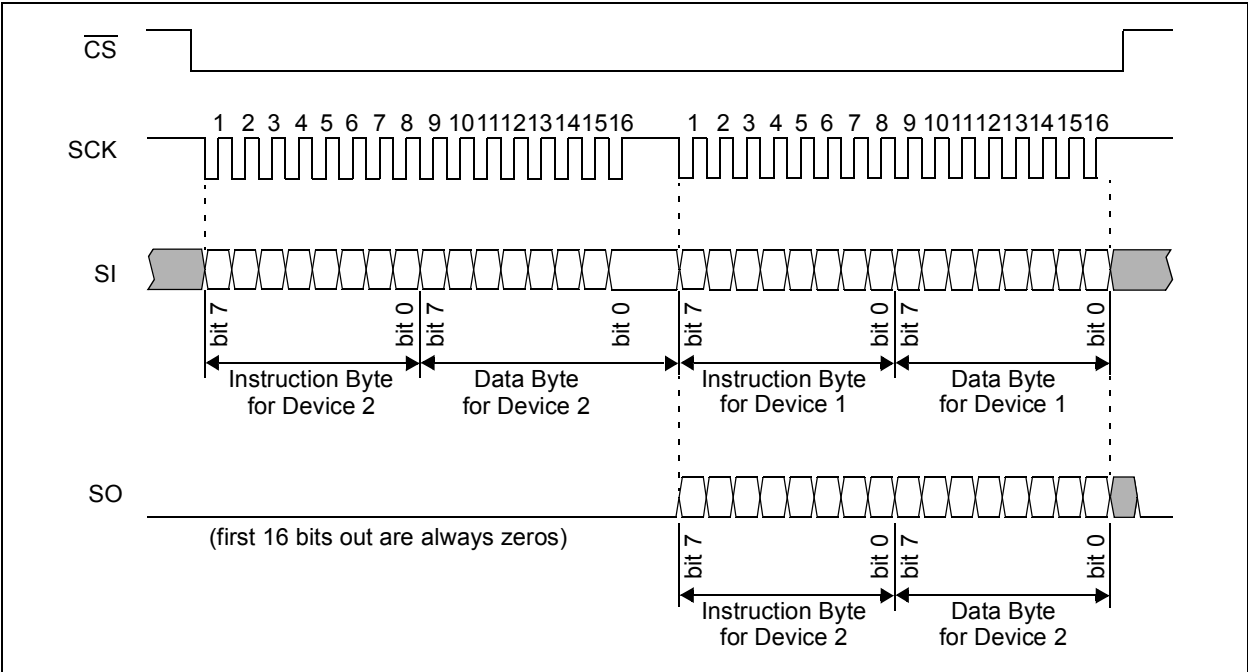 CS
1 2 3 4 5 6 7 8 9 10 11 12 13 14 15 16 1 2 3 4 5 6 7 8 9 10 11 12 13 14 15 16
SCK
SI
bit 7 bit 0 bit 7 bit 0 bit 7 bit 0 bit 7 bit 0
Instruction Byte Data Byte Instruction Byte Data Byte
for Device 2 for Device 2 for Device 1 for Device 1
SO
(first 16 bits out are always zeros)
bit 7 bit 0 bit 7 bit 0
Instruction Byte Data Byte
for Device 2 for Device 2